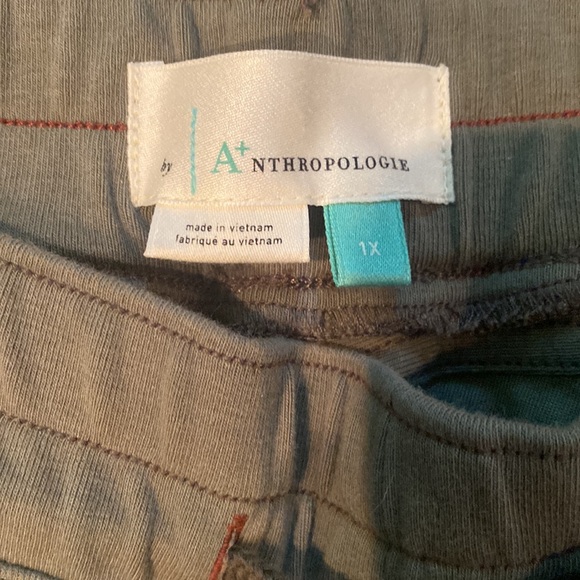 by A+NTHROPOLOGIE
made in vietnam
fabriqué au vietnam
1X